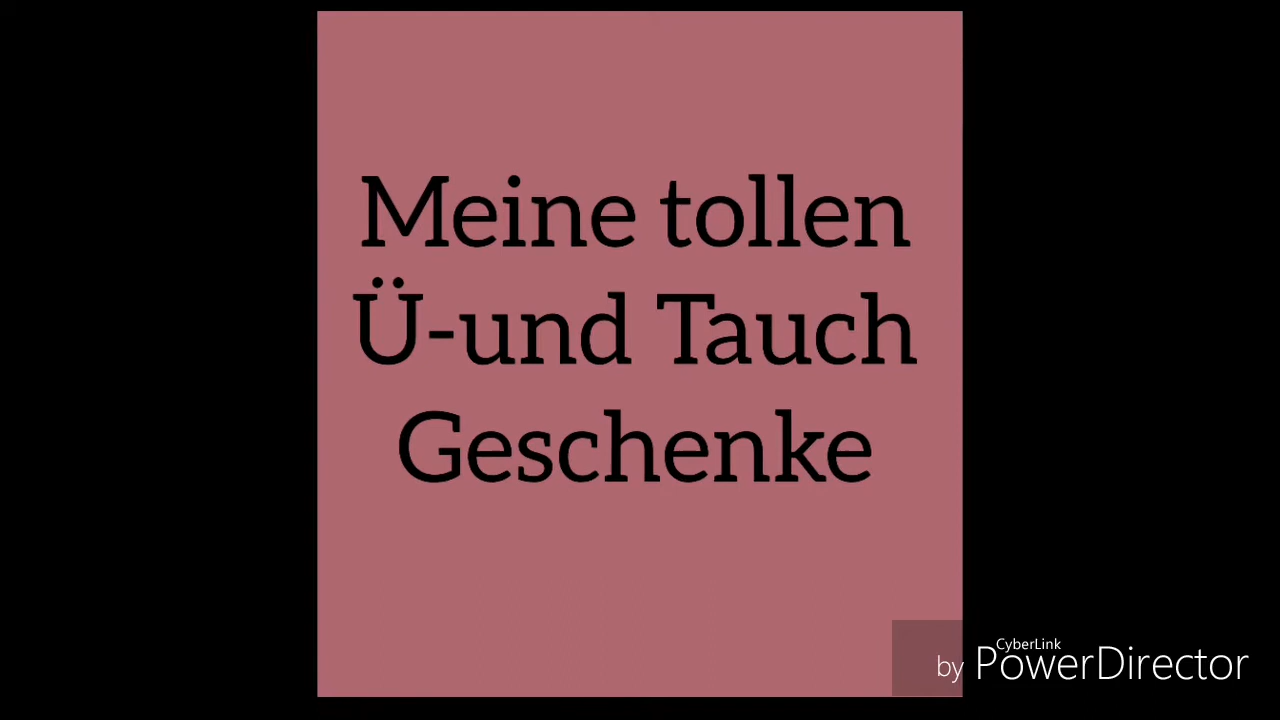 Meine tollen
Ü-und Tauch
Geschenke
CyberLink
by PowerDirector